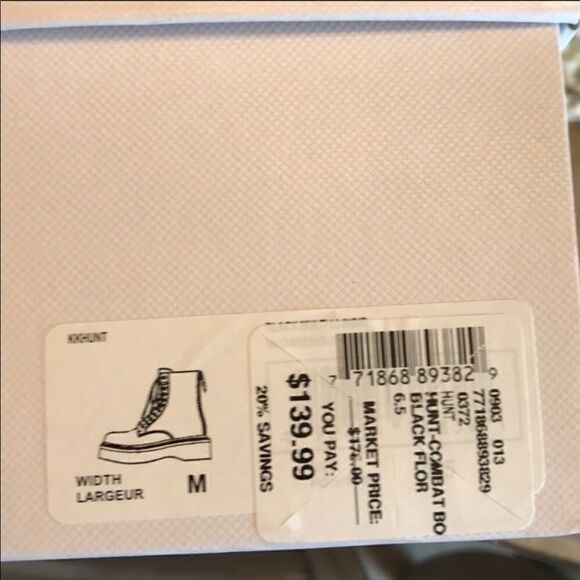 KKHUNT
WIDTH
LARGEUR
M
7 71868 89382 9
0903 013
771868893829
0372
HUNT
HUNT-COMBAT BO
BLACK FLOR
6.5
MARKET PRICE:
$176.00
YOU PAY:
$139.99
20% SAVINGS